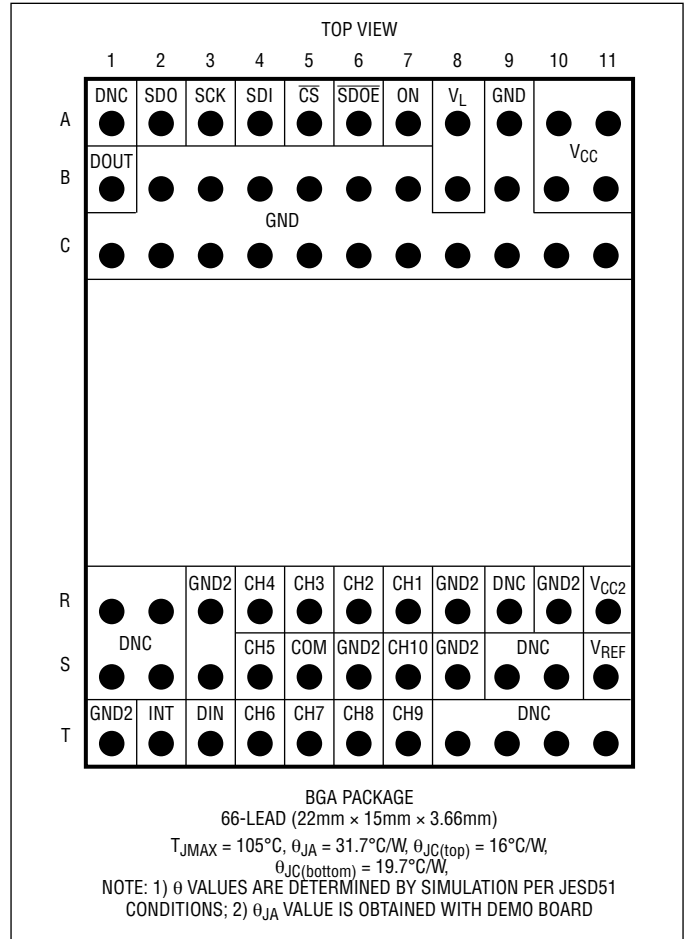 TOP VIEW
1 2 3 4 5 6 7 8 9 10 11
DNC SDO SCK SDI CS SDOE ON VL GND
A
VCC
DOUT
B
GND
C
GND2 CH4 CH3 CH2 CH1 GND2 DNC GND2 VCC2
R
DNC
CH5 COM GND2 CH10 GND2 DNC VREF
S
GND2 INT DIN CH6 CH7 CH8 CH9 DNC
T
BGA PACKAGE
66-LEAD (22mm × 15mm × 3.66mm)
TJMAX = 105°C, θJA = 31.7°C/W, θJC(top) = 16°C/W,
θJC(bottom) = 19.7°C/W,
NOTE: 1) θ VALUES ARE DETERMINED BY SIMULATION PER JESD51
CONDITIONS; 2) θJA VALUE IS OBTAINED WITH DEMO BOARD